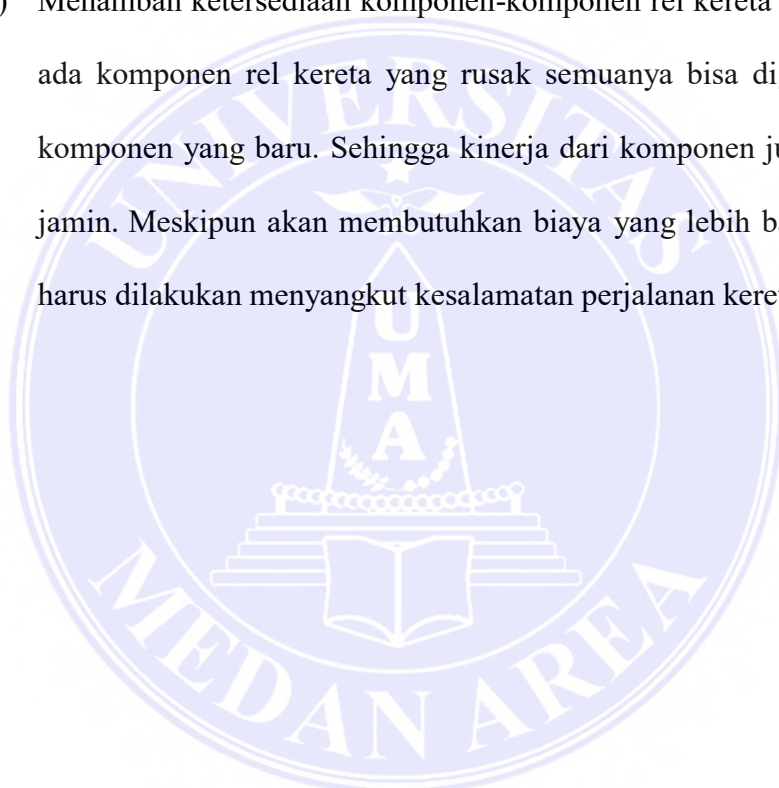 ) Menambah ketersediaan komponen-komponen rel kereta
ada komponen rel kereta yang rusak semuanya bisa
komponen yang baru. Sehingga kinerja dari komponen
jamin. Meskipun akan membutuhkan biaya yang lebih
harus dilakukan menyangkut kesalamatan perjalanan
UNIVERSITAS
UMA
MEDAN AREA